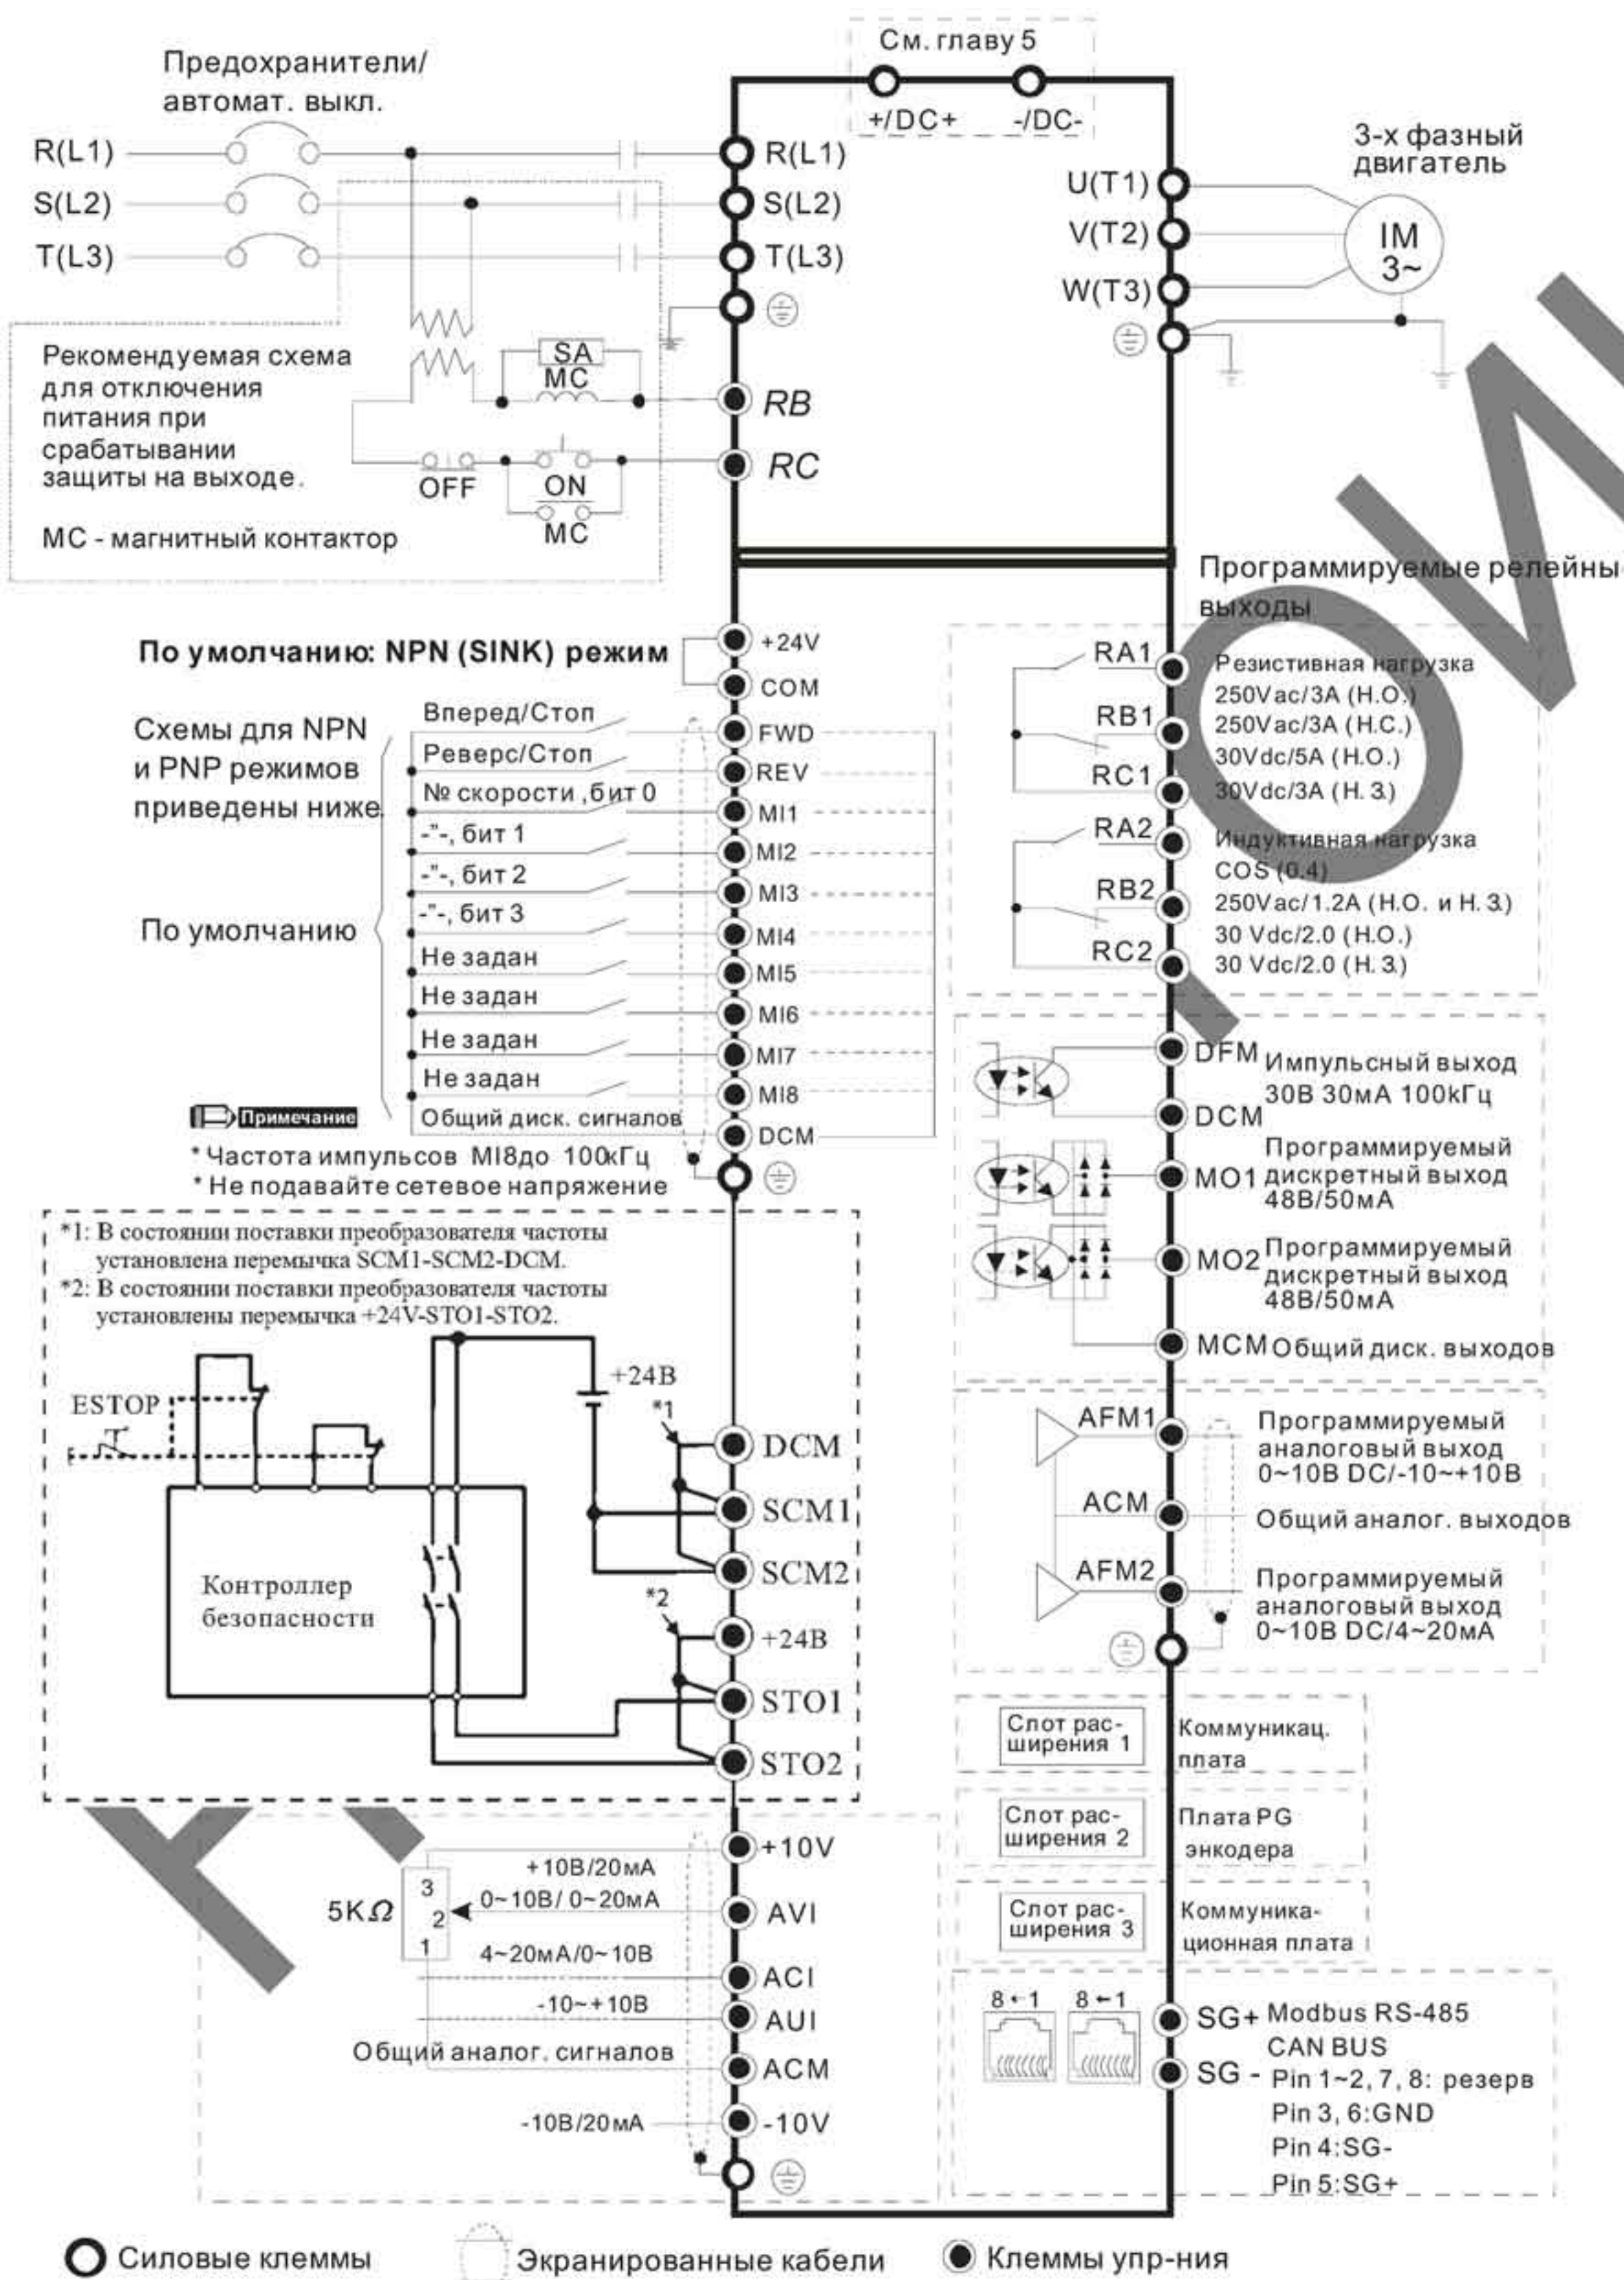 См. главу 5
+/DC+ -/DC-
Предохранители/
автомат. выкл.
R(L1)
S(L2)
T(L3)
R(L1)
S(L2)
T(L3)
3-х фазный
двигатель
U(T1)
V(T2)
W(T3)
IM
3~
Рекомендуемая схема
для отключения
питания при
срабатывании
защиты на выходе.
МС - магнитный контактор
SA
MC
OFF
ON
MC
RB
RC
По умолчанию: NPN (SINK) режим
+24V
COM
Схемы для NPN
и PNP режимов
приведены ниже
По умолчанию
Вперед/Стоп
FWD
Реверс/Стоп
REV
№ скорости, бит 0
MI1
-"-, бит 1
MI2
-"-, бит 2
MI3
-"-, бит 3
MI4
Не задан
MI5
Не задан
MI6
Не задан
MI7
Не задан
MI8
Общий диск. сигналов
DCM
Примечание
* Частота импульсов MI8до 100кГц
* Не подавайте сетевое напряжение
Программируемые релейны
выходы
RA1
RB1
RC1
Резистивная нагрузка
250Vac/3A (Н.О.)
250Vac/3A (Н.С.)
30Vdc/5A (Н.О.)
30Vdc/3A (Н. З.)
RA2
RB2
RC2
Индуктивная нагрузка
COS (0.4)
250Vac/1.2A (Н.О. и Н. З.)
30 Vdc/2.0 (Н.О.)
30 Vdc/2.0 (Н. З.)
DFM
Импульсный выход
30В 30мА 100kГц
DCM
MO1
Программируемый
дискретный выход
48В/50мА
MO2
Программируемый
дискретный выход
48В/50мА
MCM Общий диск. выходов
*1: В состоянии поставки преобразователя частоты
установлена перемычка SCM1-SCM2-DCM.
*2: В состоянии поставки преобразователя частоты
установлены перемычка +24V-STO1-STO2.
ESTOP
+24В
*1
*2
Контроллер
безопасности
DCM
SCM1
SCM2
+24В
STO1
STO2
AFM1
Программируемый
аналоговый выход
0~10В DC/-10~+10В
ACM
Общий аналог. выходов
AFM2
Программируемый
аналоговый выход
0~10В DC/4~20мА
Слот рас-
ширения 1
Коммуникац.
плата
Слот рас-
ширения 2
Плата PG
энкодера
Слот рас-
ширения 3
Коммуника-
ционная плата
5KΩ
3
2
1
+10В/20мА
+10V
0~10В/ 0~20мА
AVI
4~20мА/0~10В
ACI
-10~+10В
AUI
Общий аналог. сигналов
ACM
-10В/20мА
-10V
8←1
8←1
SG+
SG -
Modbus RS-485
CAN BUS
Pin 1~2, 7, 8: резерв
Pin 3, 6:GND
Pin 4:SG-
Pin 5:SG+
Силовые клеммы
Экранированные кабели
Клеммы упр-ния